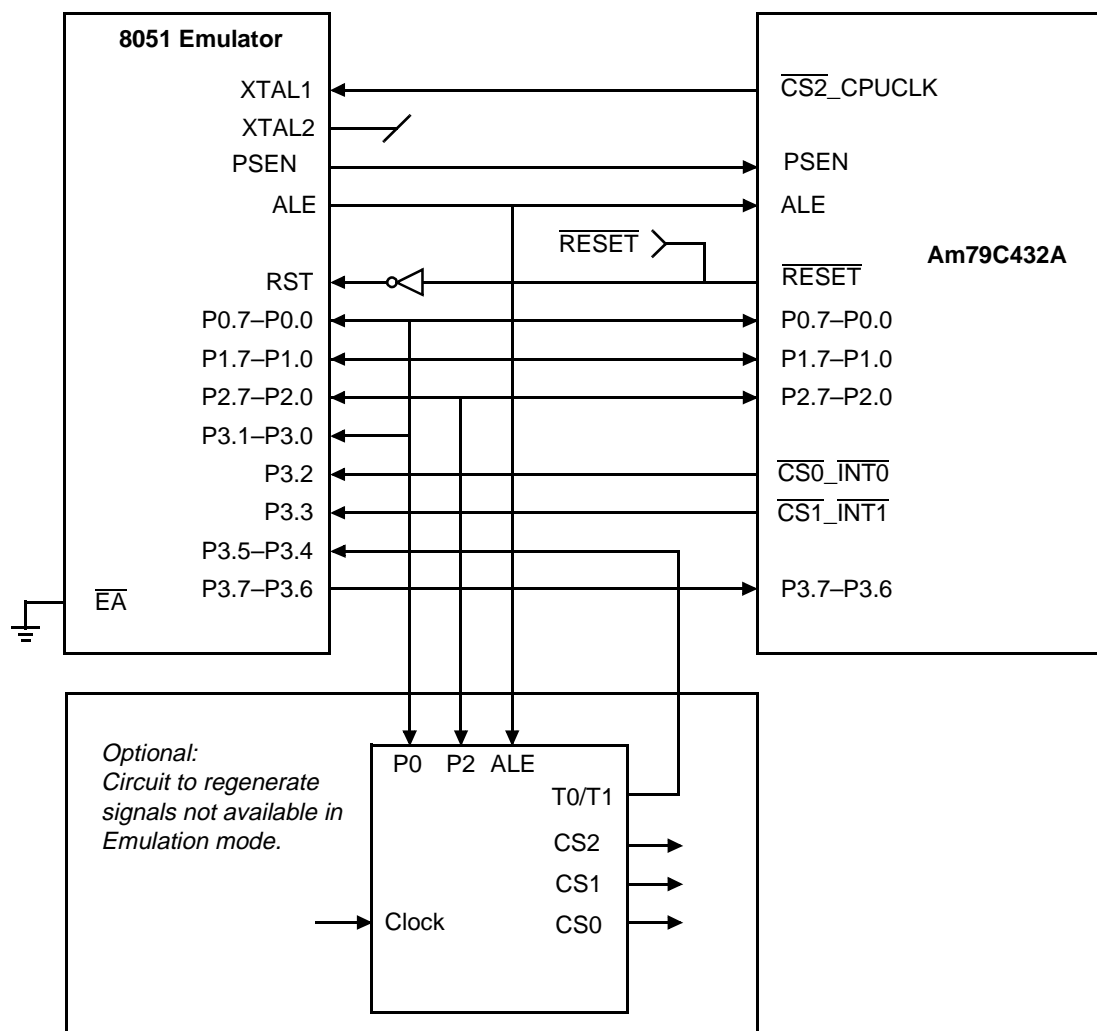 8051 Emulator
XTAL1
XTAL2
PSEN
ALE
RST
P0.7–P0.0
P1.7–P1.0
P2.7–P2.0
P3.1–P3.0
P3.2
P3.3
P3.5–P3.4
P3.7–P3.6
EA
RESET
CS2_CPUCLK
PSEN
ALE
Am79C432A
RESET
P0.7–P0.0
P1.7–P1.0
P2.7–P2.0
CS0_INT0
CS1_INT1
P3.7–P3.6
Optional:
Circuit to regenerate
signals not available in
Emulation mode.
P0 P2 ALE
T0/T1
CS2
CS1
CS0
Clock